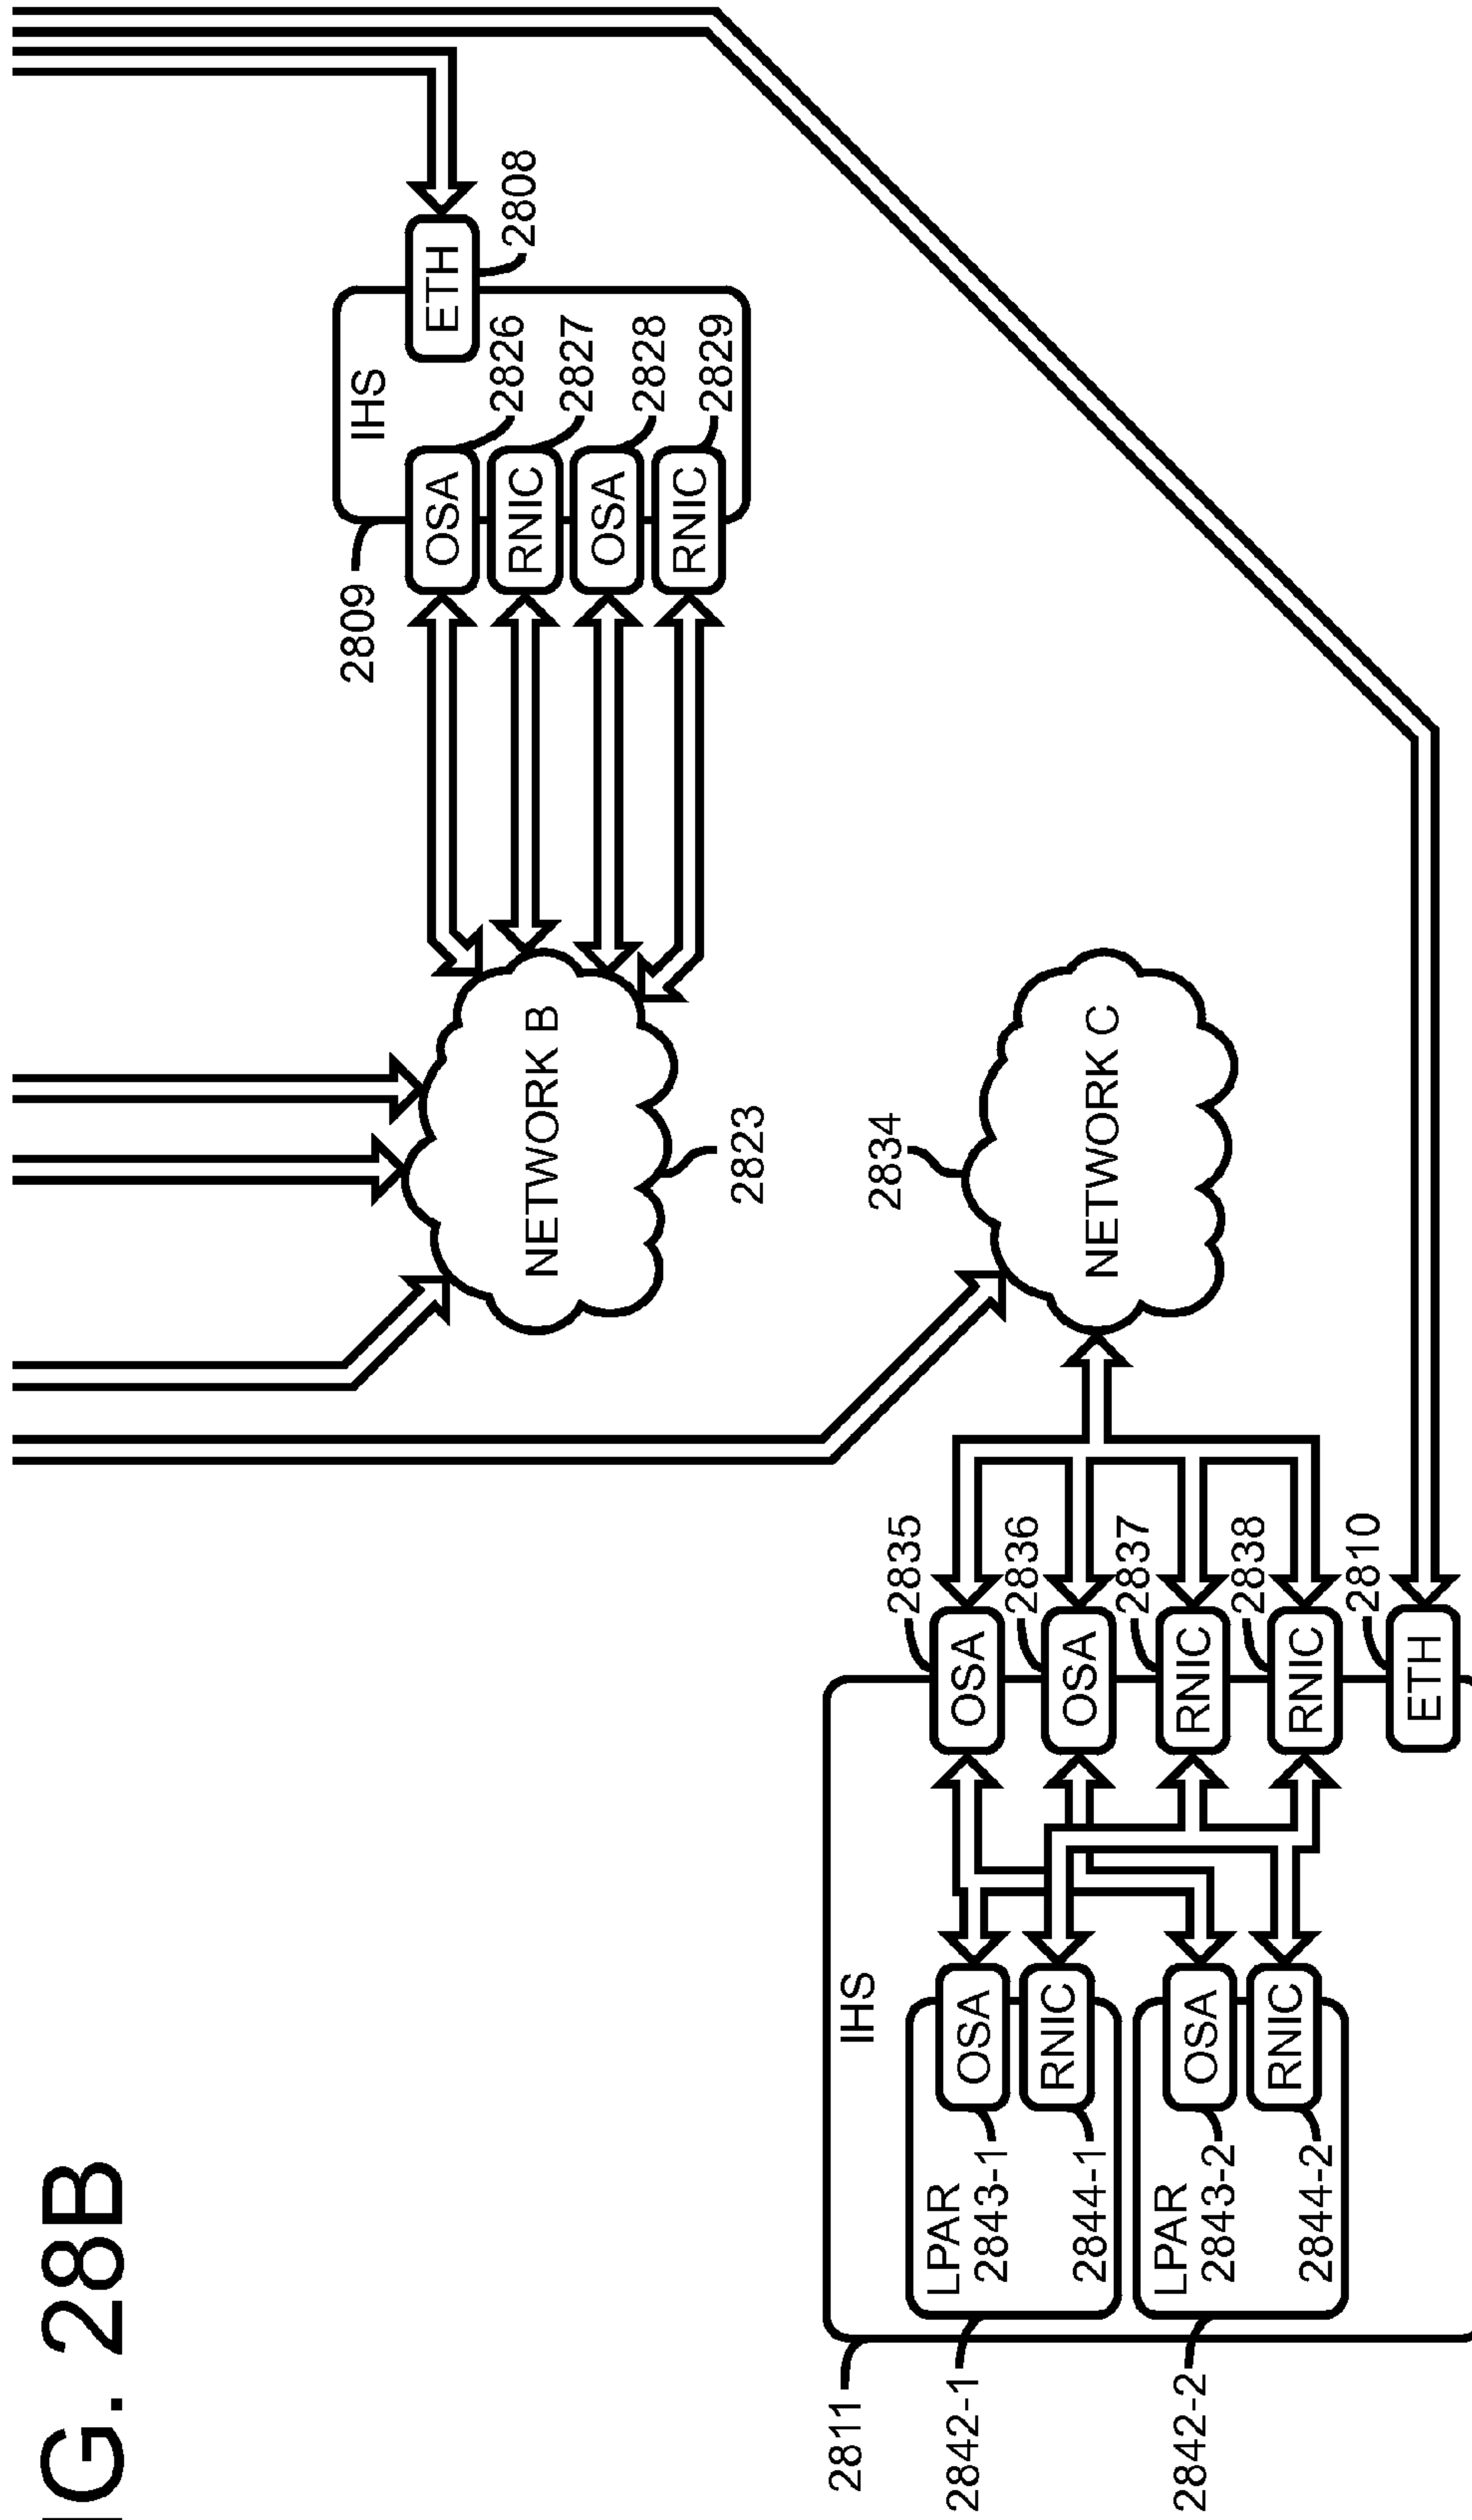 G. 28B
2808
ETH
IHS
2826
2827
2828
2829
OSA
RNIC
OSA
RNIC
2809
NETWORK B
2823
2834
NETWORK C
2835
2836
2837
2838
2810
OSA
OSA
RNIC
RNIC
ETH
IHS
OSA
RNIC
OSA
RNIC
LPAR
2843-1
2844-1
LPAR
2843-2
2844-2
2811
2842-1
2842-2